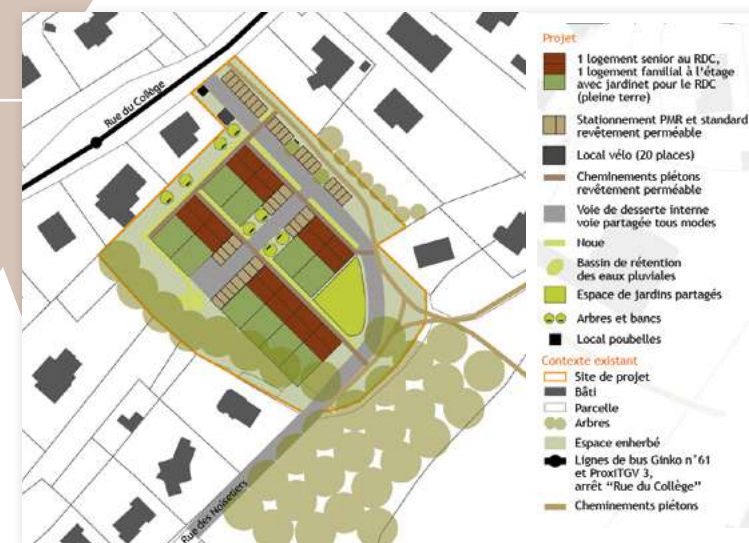 Rue du Collège
Rue des Noisetiers
Projet
1 logement senior au RDC,
1 logement familial à l'étage
avec jardinet pour le RDC
(pleine terre)
Stationnement PMR et standard
revêtement perméable
Local vélo (20 places)
Cheminements piétons
revêtement perméable
Voie de desserte interne
voie partagée tous modes
Noue
Bassin de rétention
des eaux pluviales
Espace de jardins partagés
Arbres et bancs
Local poubelles
Contexte existant
Site de projet
Bâti
Parcelle
Arbres
Espace enherbé
Lignes de bus Ginko n°61
et ProxiTGV 3,
arrêt "Rue du Collège"
Cheminements piétons